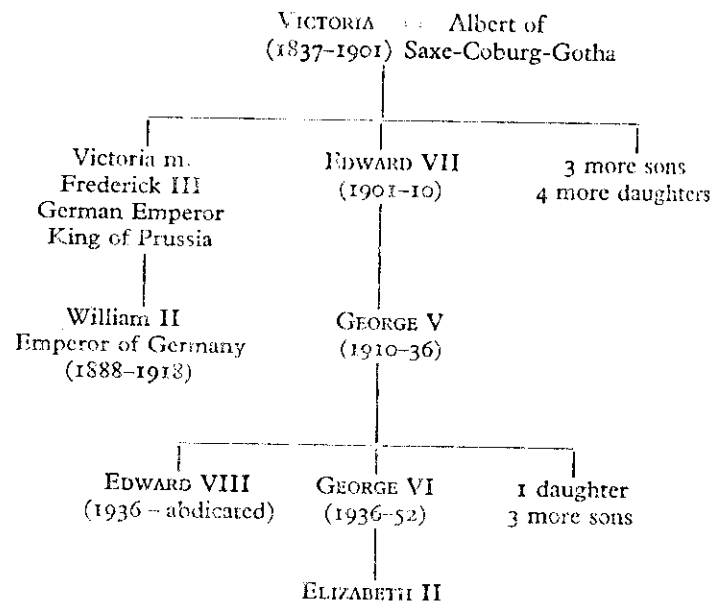 VICTORIA = Albert of
(1837–1901) Saxe-Coburg-Gotha
Victoria m.
Frederick III
German Emperor
King of Prussia
EDWARD VII
(1901–10)
3 more sons
4 more daughters
William II
Emperor of Germany
(1888–1918)
GEORGE V
(1910–36)
EDWARD VIII
(1936 – abdicated)
GEORGE VI
(1936–52)
1 daughter
3 more sons
ELIZABETH II